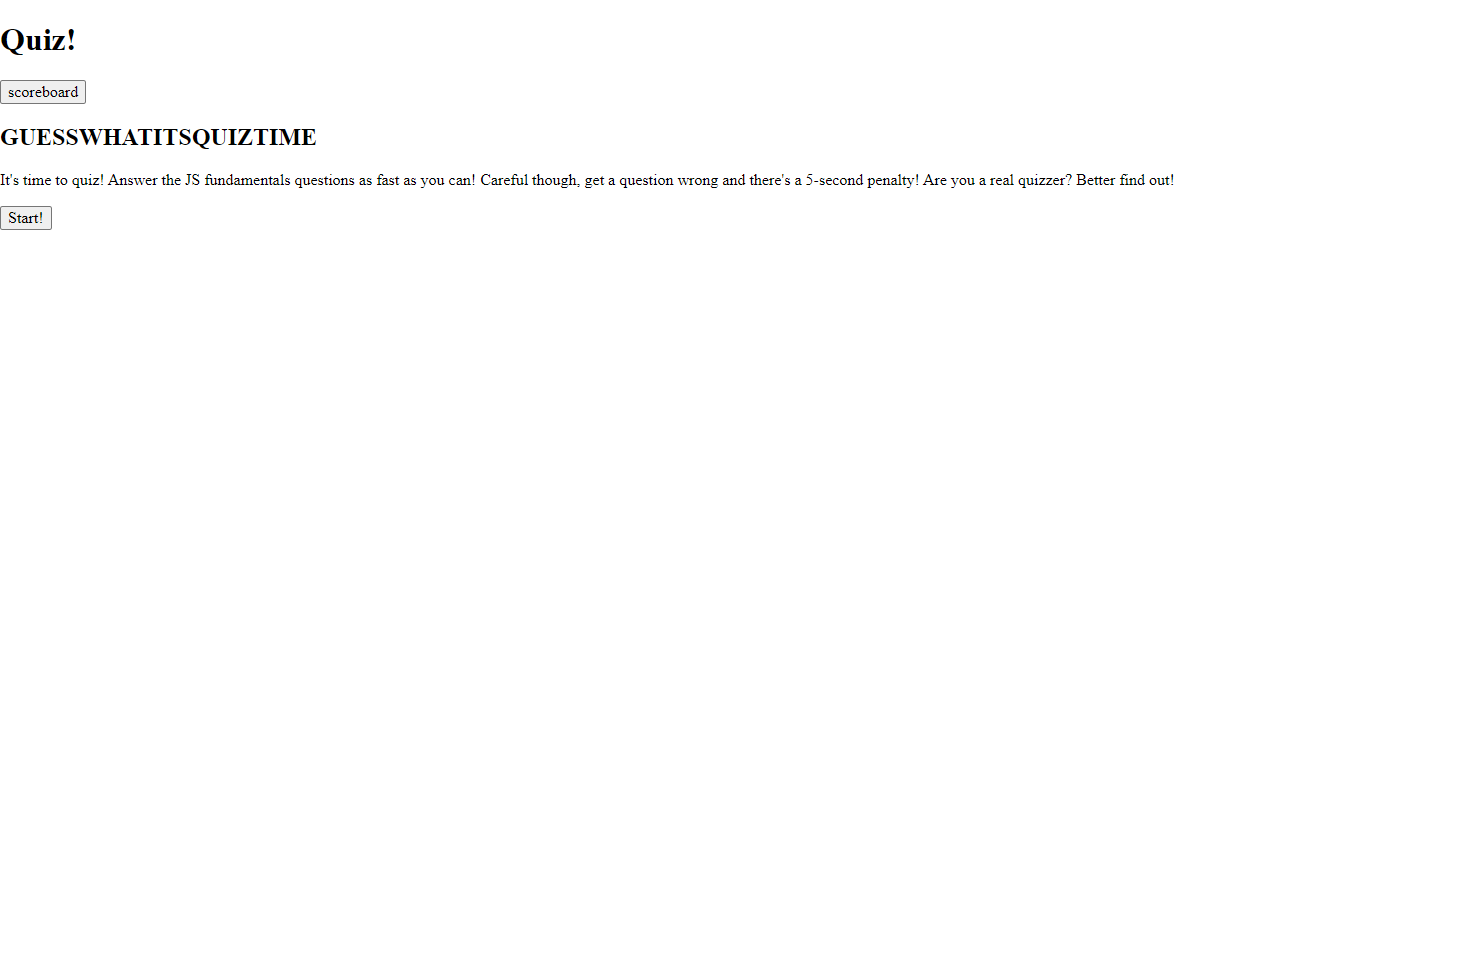 Quiz!
scoreboard
GUESSWHATITSQUIZTIME
It's time to quiz! Answer the JS fundamentals questions as fast as you can! Careful though, get a question wrong and there's a 5-second penalty! Are you a real quizzer? Better find out!
Start!